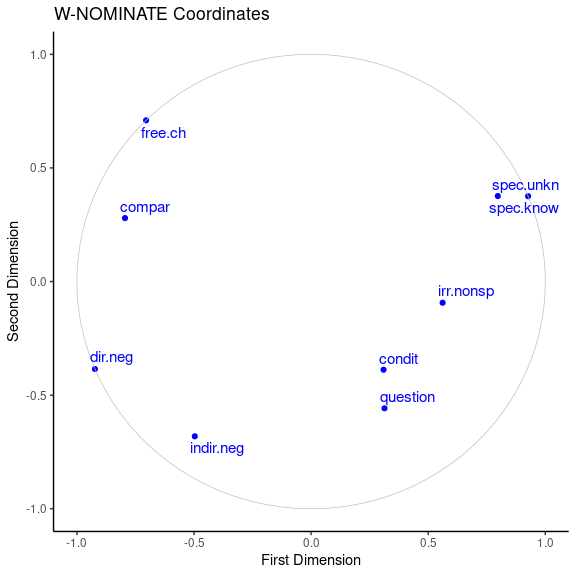 W-NOMINATE Coordinates
1.0
free.ch
spec.unkn
0.5
spec.know
compar
Second Dimension
0.0
irr.nonsp
dir.neg
condit
question
-0.5
indir.neg
-1.0
-1.0
-0.5
0.0
0.5
1.0
First Dimension